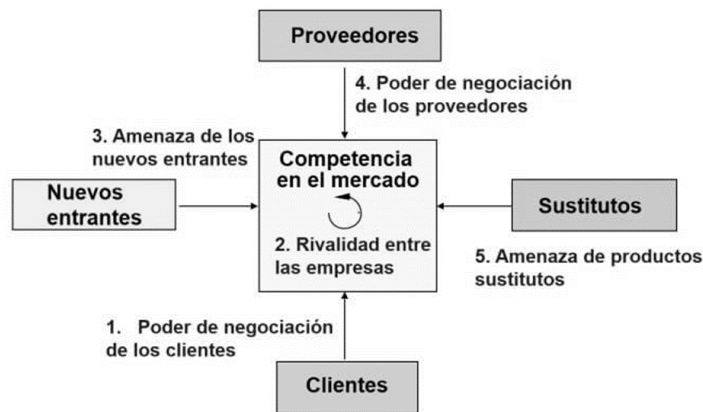 Proveedores
4. Poder de negociación
de los proveedores
3. Amenaza de los
nuevos entrantes
Competencia
en el mercado
Nuevos
entrantes
2. Rivalidad entre
las empresas
Sustitutos
5. Amenaza de productos
sustitutos
1. Poder de negociación
de los clientes
Clientes